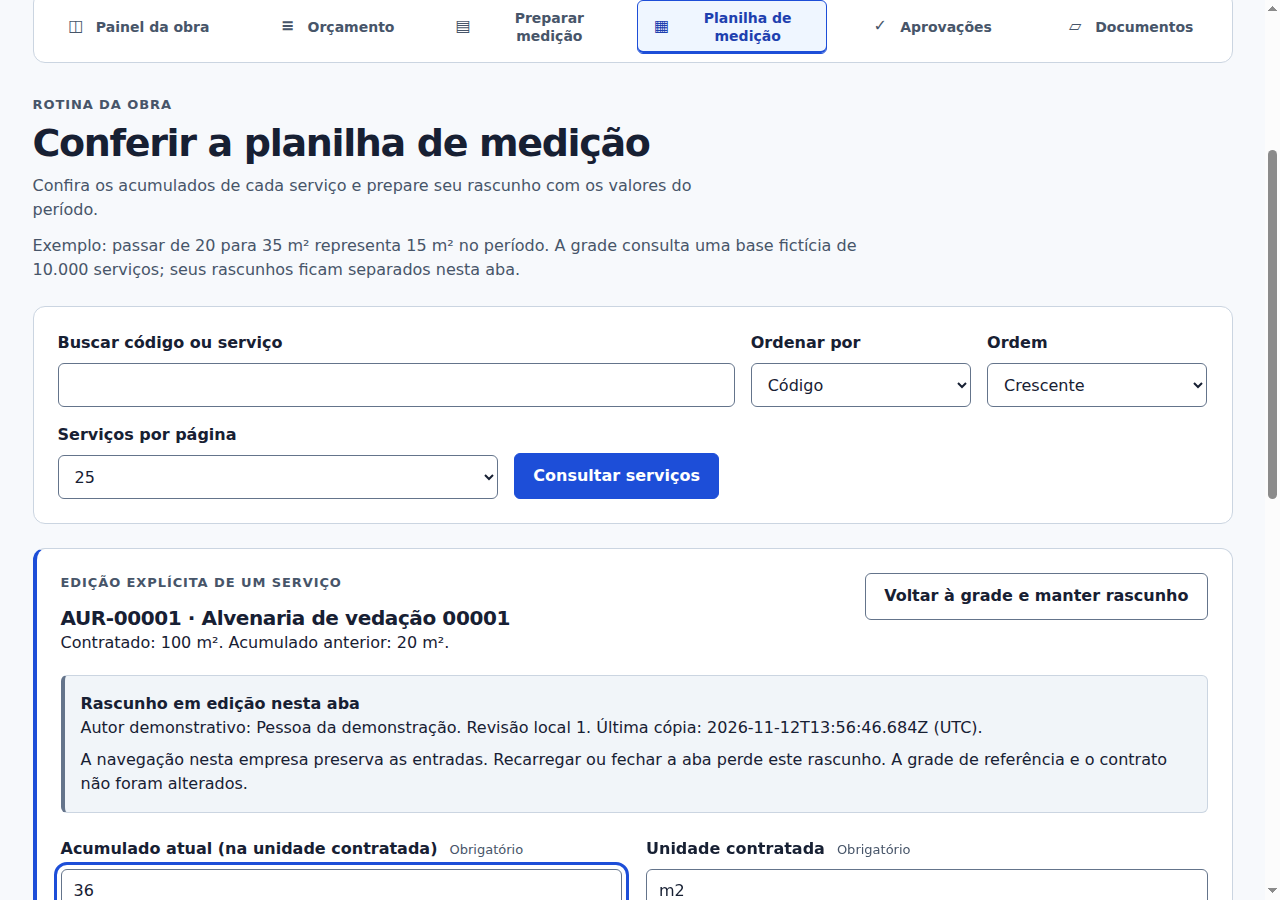 Painel da obra
Orçamento
Preparar
medição
Planilha de
medição
Aprovações
Documentos
ROTINA DA OBRA
Conferir a planilha de medição
Confira os acumulados de cada serviço e prepare seu rascunho com os valores do
período.
Exemplo: passar de 20 para 35 m² representa 15 m² no período. A grade consulta uma base fictícia de
10.000 serviços; seus rascunhos ficam separados nesta aba.
Buscar código ou serviço
Ordenar por
Ordem
Código
Crescente
Serviços por página
25
Consultar serviços
EDIÇÃO EXPLÍCITA DE UM SERVIÇO
Voltar à grade e manter rascunho
AUR-00001 · Alvenaria de vedação 00001
Contratado: 100 m². Acumulado anterior: 20 m².
Rascunho em edição nesta aba
Autor demonstrativo: Pessoa da demonstração. Revisão local 1. Última cópia: 2026-11-12T13:56:46.684Z (UTC).
A navegação nesta empresa preserva as entradas. Recarregar ou fechar a aba perde este rascunho. A grade de referência e o contrato
não foram alterados.
Acumulado atual (na unidade contratada) Obrigatório
Unidade contratada Obrigatório
36
m2